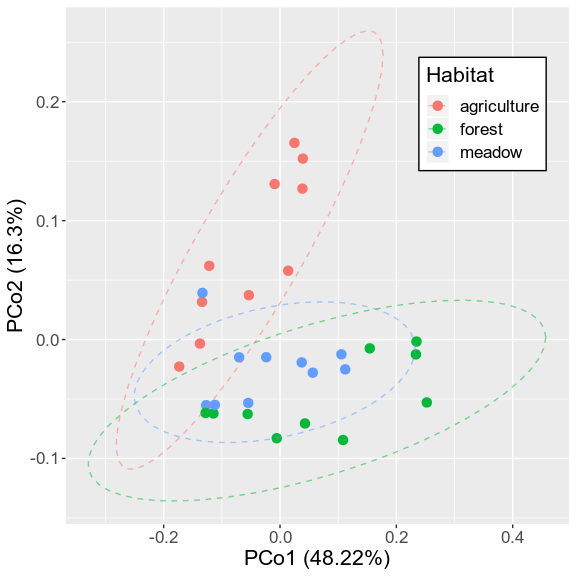 Habitat
agriculture
forest
meadow
0.2
0.1
0.0
-0.1
PCo2 (16.3%)
-0.2
0.0
0.2
0.4
PCo1 (48.22%)